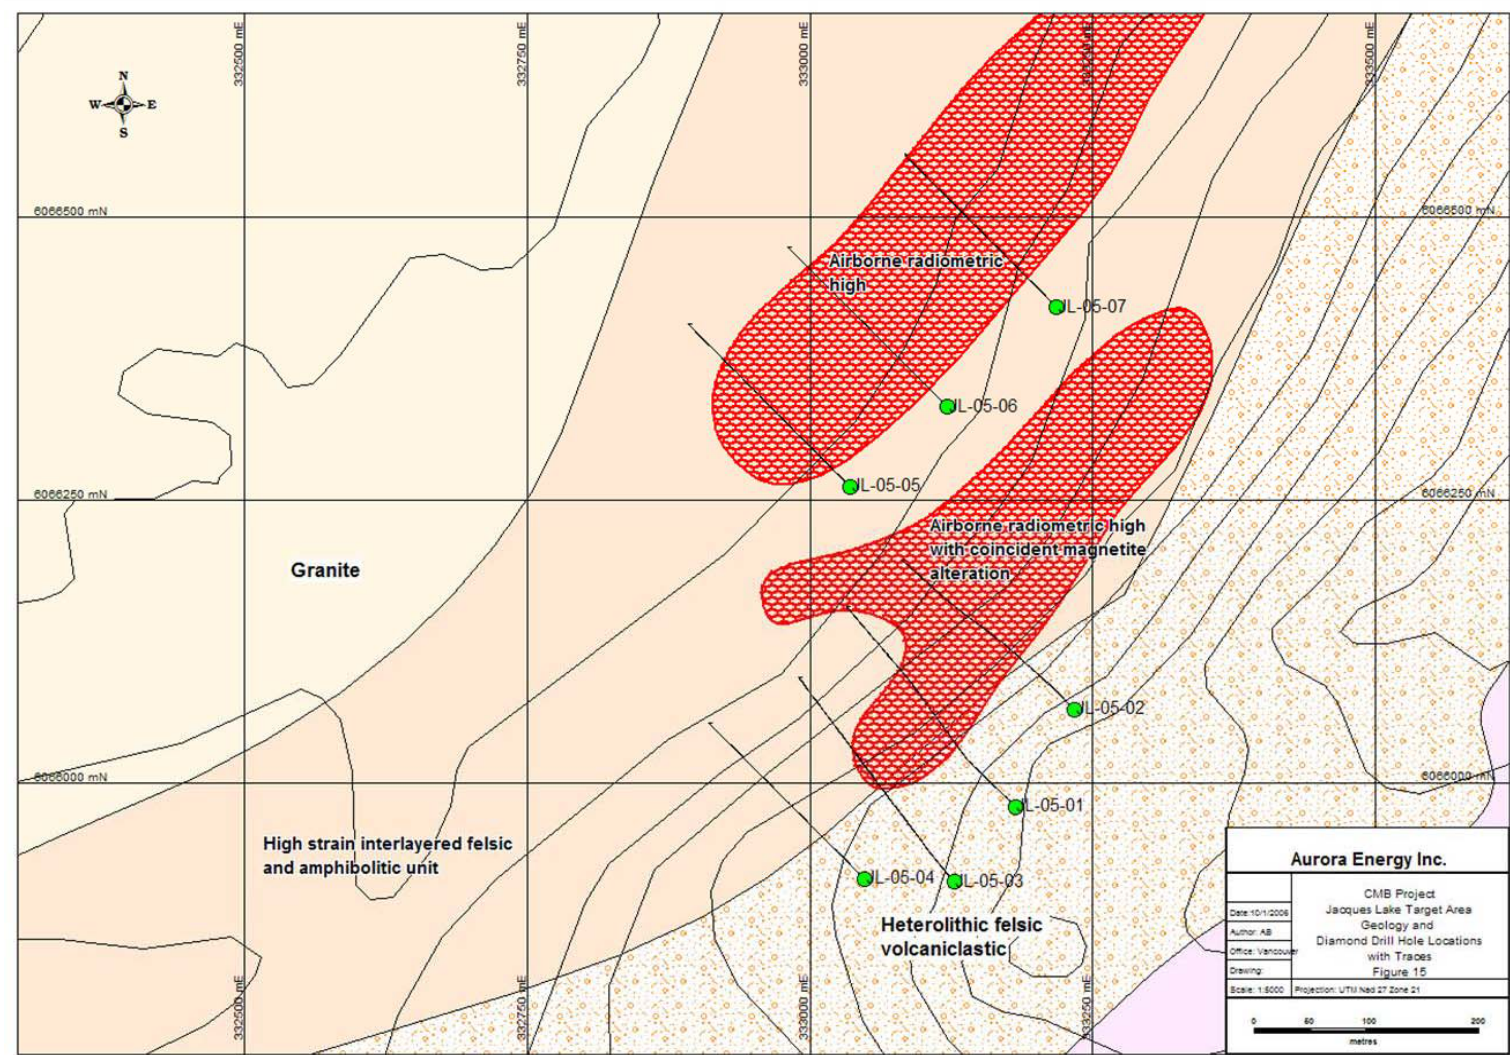 332500 mE
332750 mE
333000 mE
333250 mE
333500 mE
N
W E
S
6066500 mN
6066500 mN
Airborne radiometric
high
JL-05-07
JL-05-06
JL-05-05
6066250 mN
6066250 mN
Airborne radiometric high
with coincident magnetite
alteration
Granite
JL-05-02
6066000 mN
6066000 mN
JL-05-01
High strain interlayered felsic
and amphibolitic unit
JL-05-04
JL-05-03
Heterolithic felsic
volcaniclastic
332500 mE
332750 mE
333000 mE
333250 mE
Aurora Energy Inc.
Date:10/1/2006
Author: AB
Office: Vancouver
Drawing:
Scale: 1:5000
CMB Project
Jacques Lake Target Area
Geology and
Diamond Drill Hole Locations
with Traces
Figure 15
Projection: UTM Nad 27 Zone 21
0 50 100 200
metres